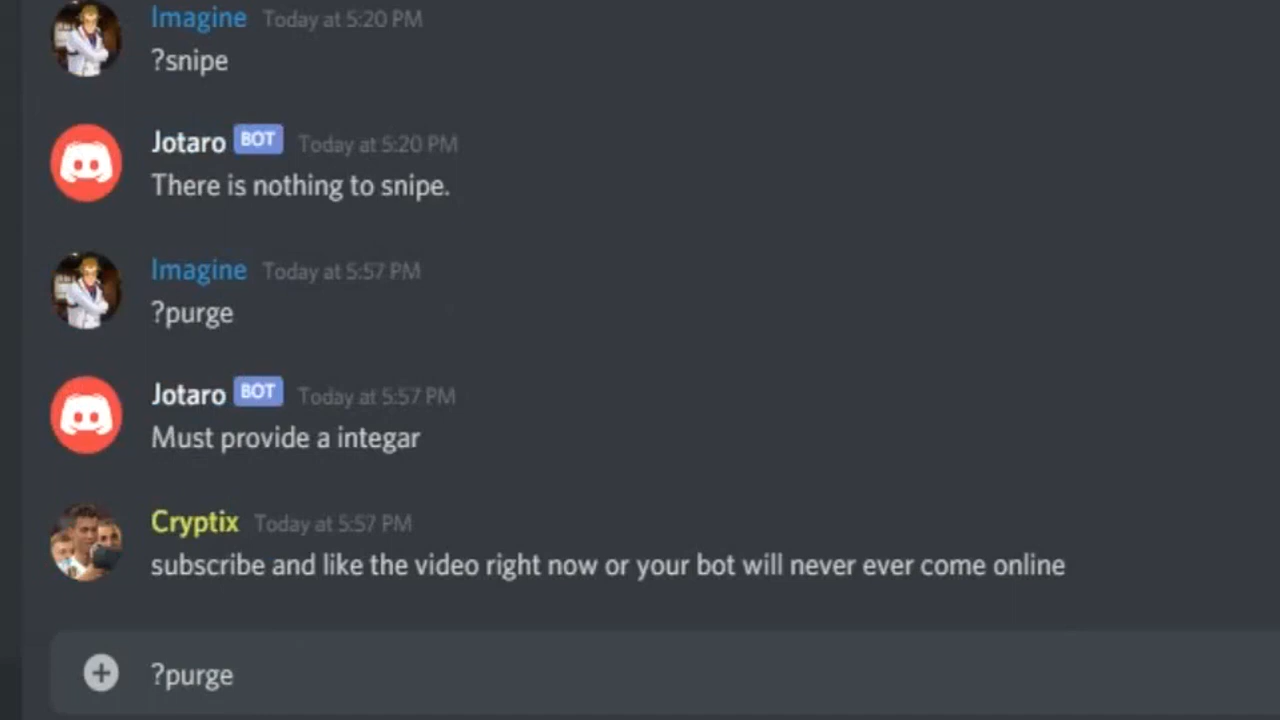 Imagine Today at 5:20 PM
?snipe
Jotaro BOT Today at 5:20 PM
There is nothing to snipe.
Imagine Today at 5:57 PM
?purge
Jotaro BOT Today at 5:57 PM
Must provide a integar
Cryptix Today at 5:57 PM
subscribe and like the video right now or your bot will never ever come online
?purge